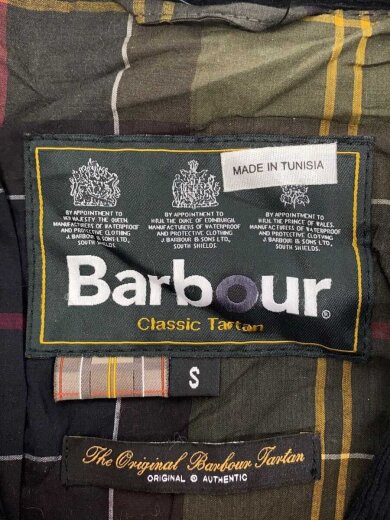 MADE IN TUNISIA
BY APPOINTMENT TO
HER MAJESTY THE QUEEN.
MANUFACTURERS OF WATERPROOF
AND PROTECTIVE CLOTHING
J. BARBOUR & SONS LTD.,
SOUTH SHIELDS.
BY APPOINTMENT TO
H.R.H. THE DUKE OF EDINBURGH.
MANUFACTURERS OF WATERPROOF
AND PROTECTIVE CLOTHING
J. BARBOUR & SONS LTD.,
SOUTH SHIELDS.
BY APPOINTMENT TO
H.R.H. THE PRINCE OF WALES.
MANUFACTURERS OF WATERPROOF
AND PROTECTIVE CLOTHING
J. BARBOUR & SONS LTD.,
SOUTH SHIELDS.
Barbour®
Classic Tartan
S
The Original Barbour Tartan
ORIGINAL & AUTHENTIC